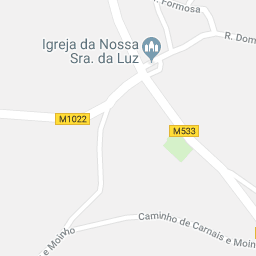 Formosa
Igreja da Nossa
Sra. da Luz
R. Dom
M1022
M533
Caminho de Carnais e Moin
e Moinho